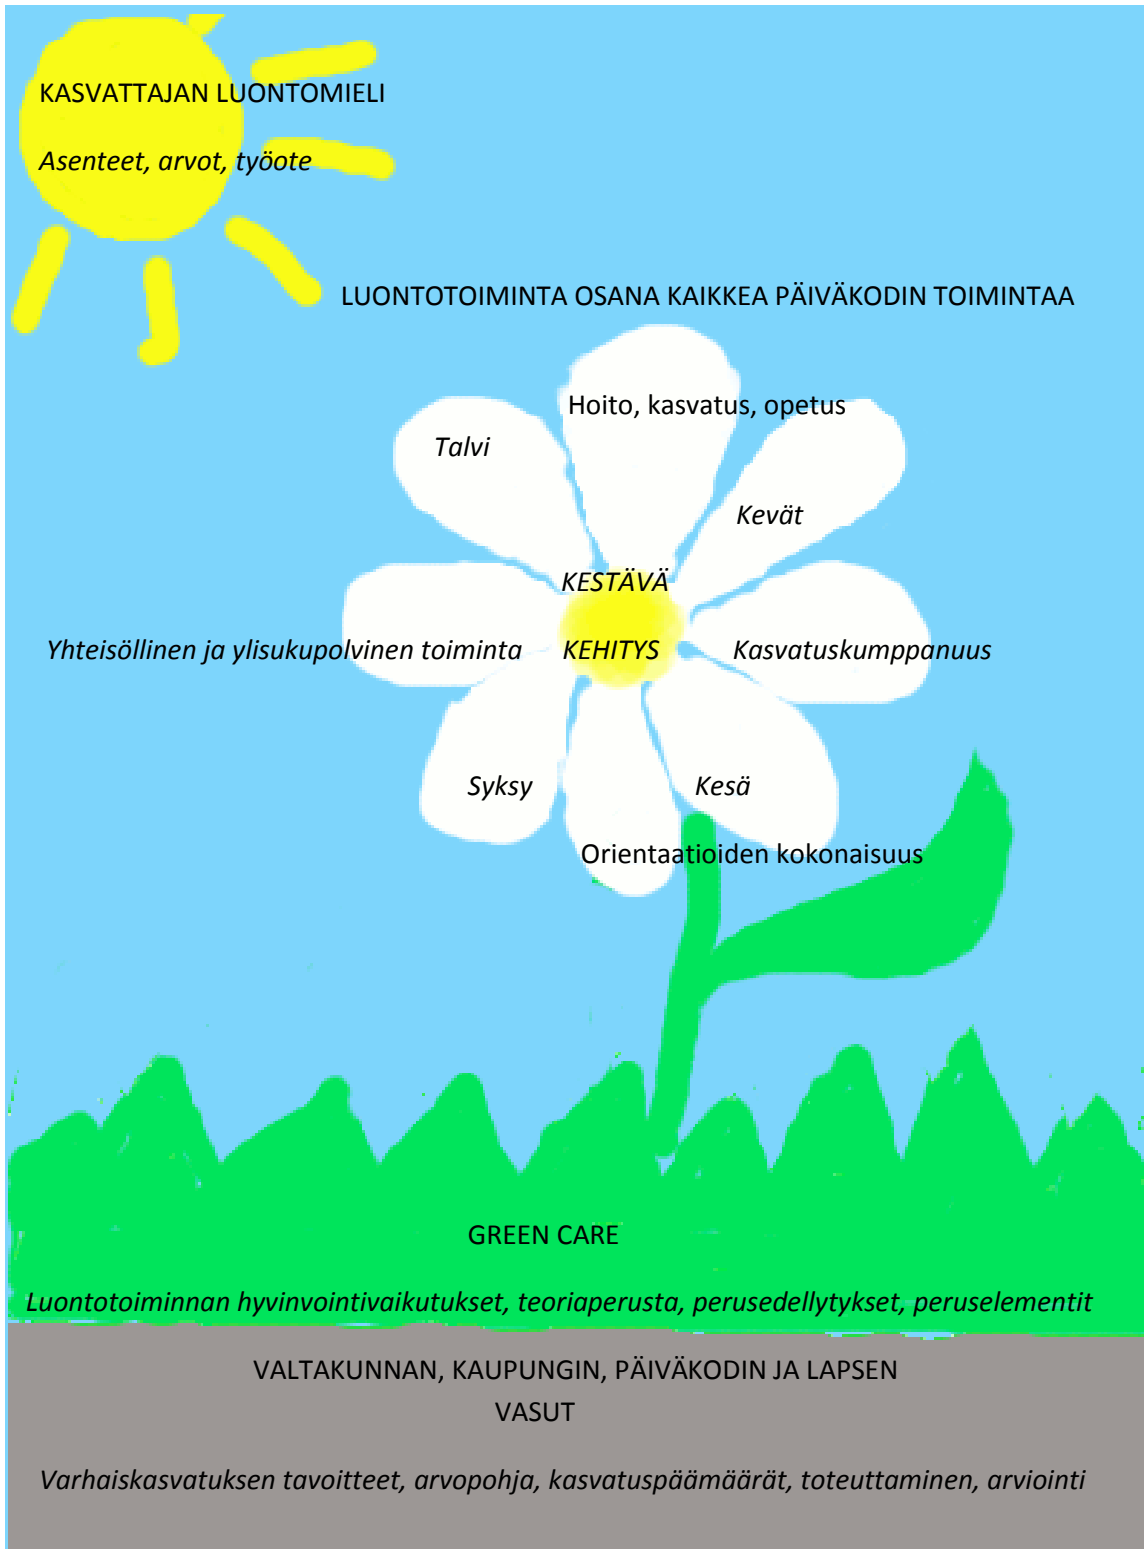 KASVATTAJAN LUONTOMIELI
Asenteet, arvot, työote
LUONTOTOIMINTA OSANA KAIKKEA PÄIVÄKODIN TOIMINTAA
Hoito, kasvatus, opetus
Talvi
Kevät
KESTÄVÄ
Yhteisöllinen ja ylisukupolvinen toiminta KEHITYS Kasvatuskumppanuus
Syksy Kesä
Orientaatioiden kokonaisuus
GREEN CARE
Luontotoiminnan hyvinvointivaikutukset, teoriaperusta, perusedellytykset, peruselementit
VALTAKUNNAN, KAUPUNGIN, PÄIVÄKODIN JA LAPSEN
VASUT
Varhaiskasvatuksen tavoitteet, arvopohja, kasvatuspäämäärät, toteuttaminen, arviointi